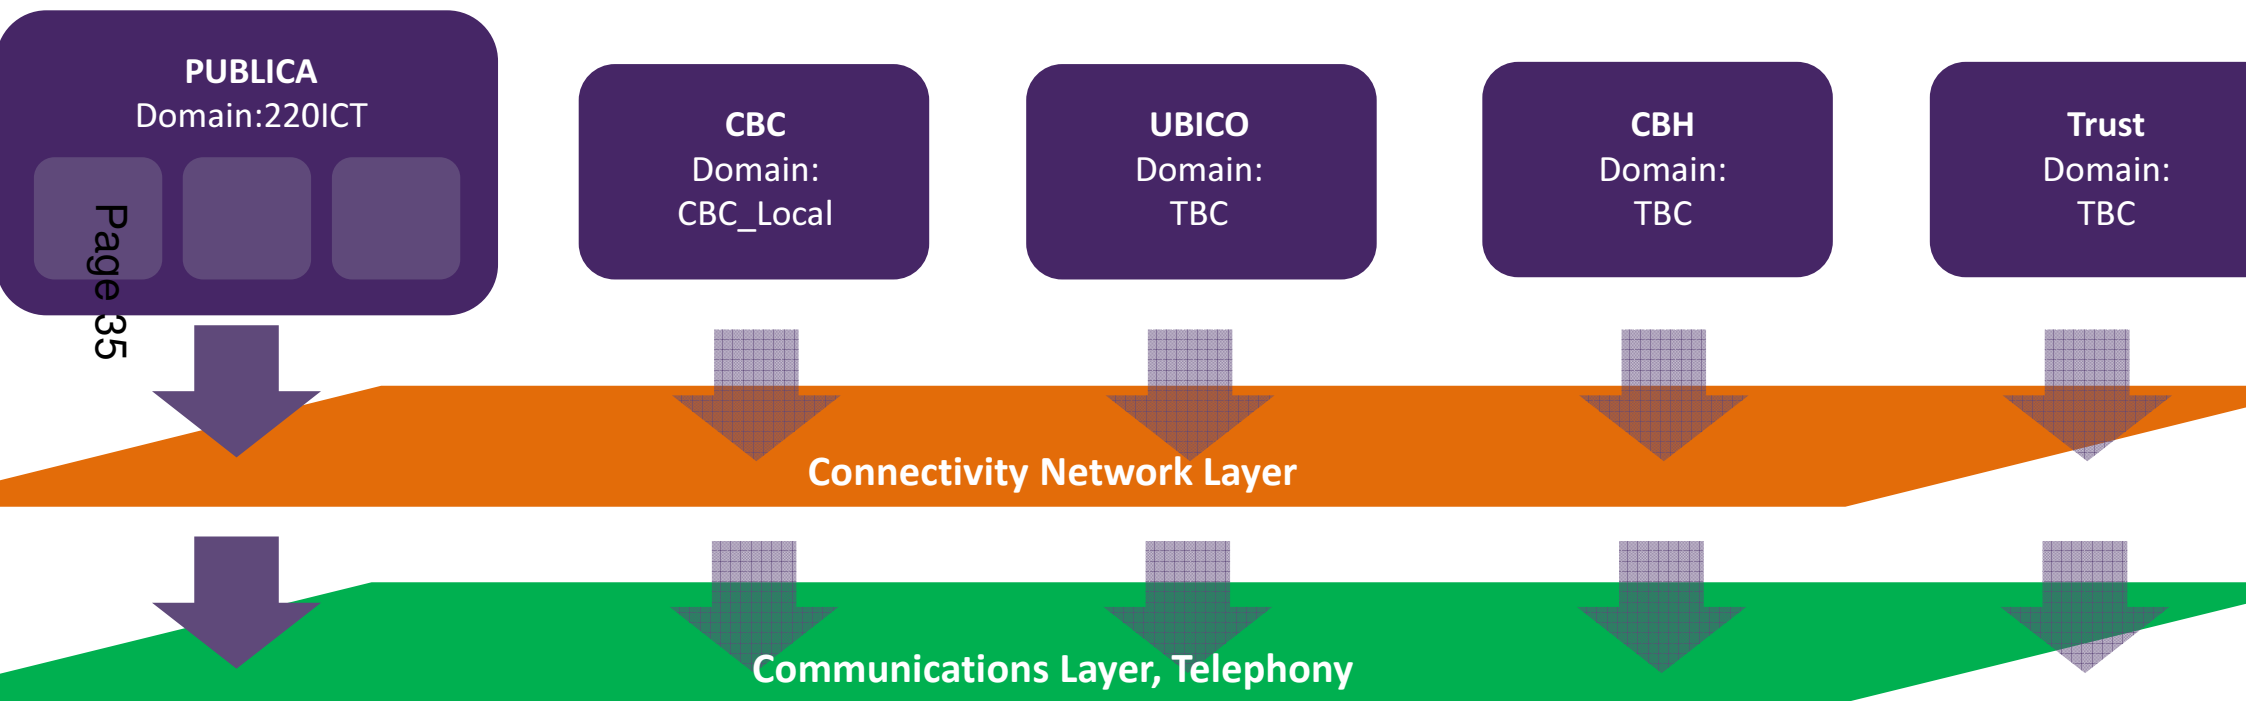 PUBLICA
Domain:220ICT
CBC
Domain:
CBC_Local
UBICO
Domain:
TBC
CBH
Domain:
TBC
Trust
Domain:
TBC
Page 35
Connectivity Network Layer
Communications Layer, Telephony